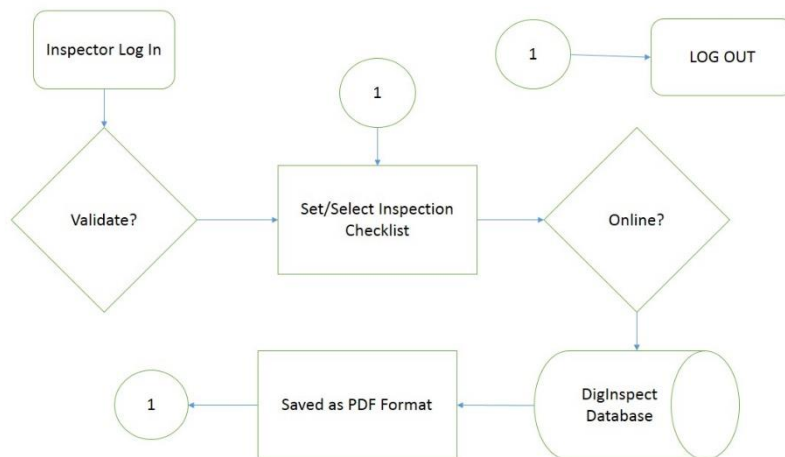 Inspector Log In
1
LOG OUT
1
Validate?
Set/Select Inspection
Checklist
Online?
1
Saved as PDF Format
DigInspect
Database